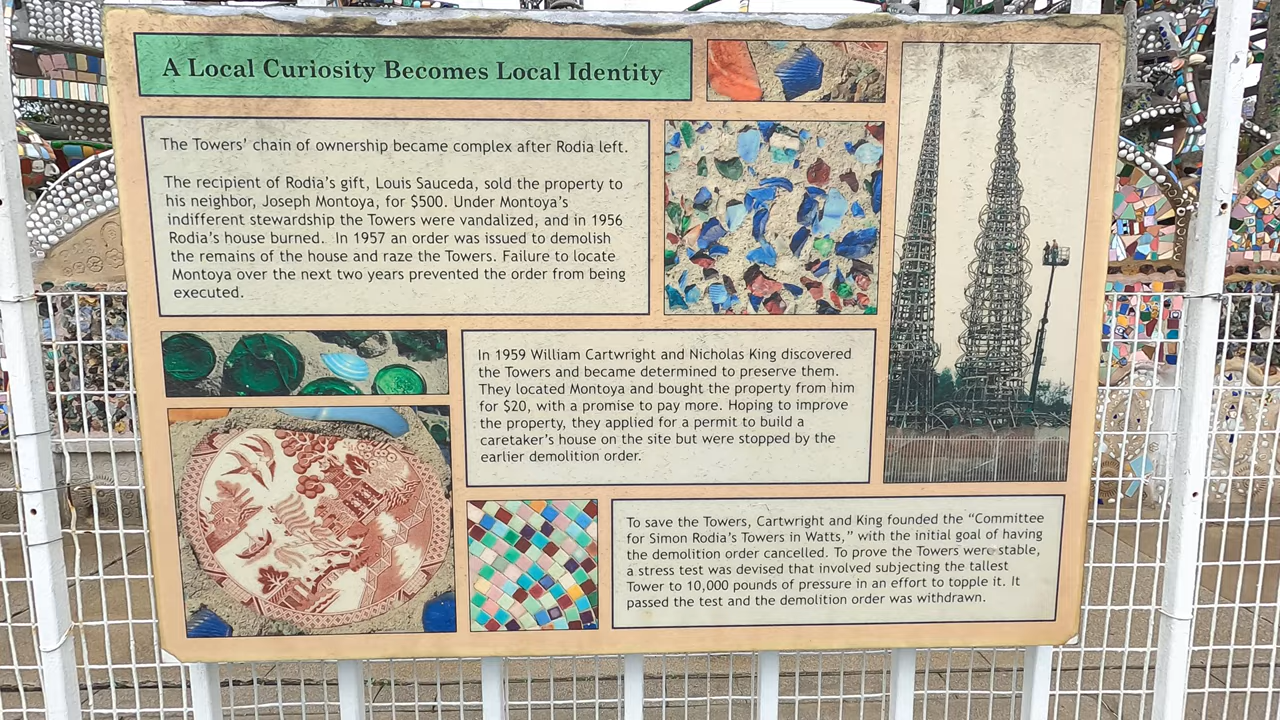 A Local Curiosity Becomes Local Identity
The Towers' chain of ownership became complex after Rodia left.
The recipient of Rodia's gift, Louis Sauceda, sold the property to
his neighbor, Joseph Montoya, for $500. Under Montoya's
indifferent stewardship the Towers were vandalized, and in 1956
Rodia's house burned. In 1957 an order was issued to demolish
the remains of the house and raze the Towers. Failure to locate
Montoya over the next two years prevented the order from being
executed.
In 1959 William Cartwright and Nicholas King discovered
the Towers and became determined to preserve them.
They located Montoya and bought the property from him
for $20, with a promise to pay more. Hoping to improve
the property, they applied for a permit to build a
caretaker's house on the site but were stopped by the
earlier demolition order.
To save the Towers, Cartwright and King founded the "Committee
for Simon Rodia's Towers in Watts," with the initial goal of having
the demolition order cancelled. To prove the Towers were stable,
a stress test was devised that involved subjecting the tallest
Tower to 10,000 pounds of pressure in an effort to topple it. It
passed the test and the demolition order was withdrawn.